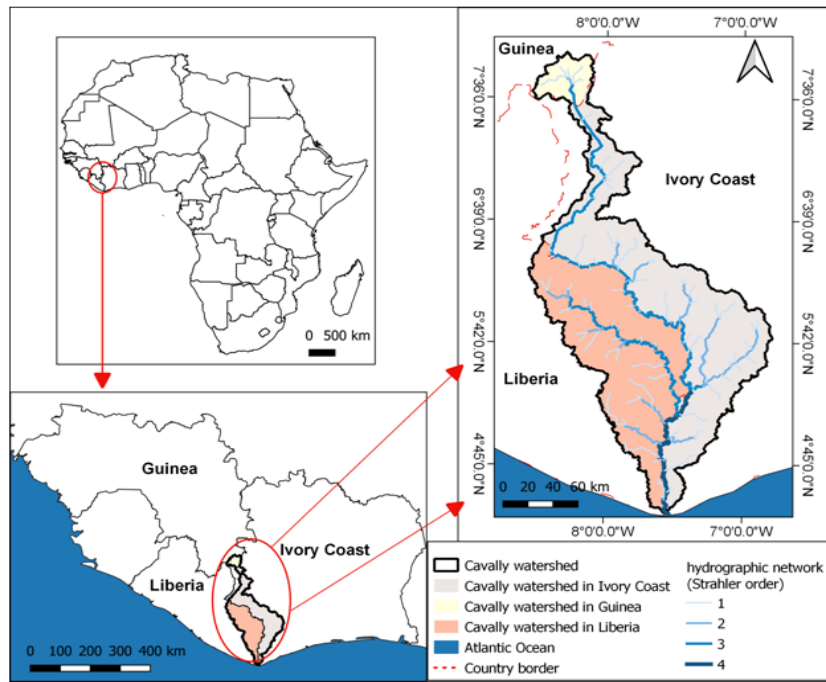 0 500 km
8°0'0.0"W 7°0'0.0"W
Guinea
7°36'0.0"N
7°36'0.0"N
Ivory Coast
6°39'0.0"N
6°39'0.0"N
5°42'0.0"N
5°42'0.0"N
Liberia
4°45'0.0"N
4°45'0.0"N
0 20 40 60 km
8°0'0.0"W 7°0'0.0"W
Guinea
Ivory Coast
Liberia
0 100 200 300 400 km
Cavally watershed
Cavally watershed in Ivory Coast
Cavally watershed in Guinea
Cavally watershed in Liberia
Atlantic Ocean
Country border
hydrographic network
(Strahler order)
1
2
3
4